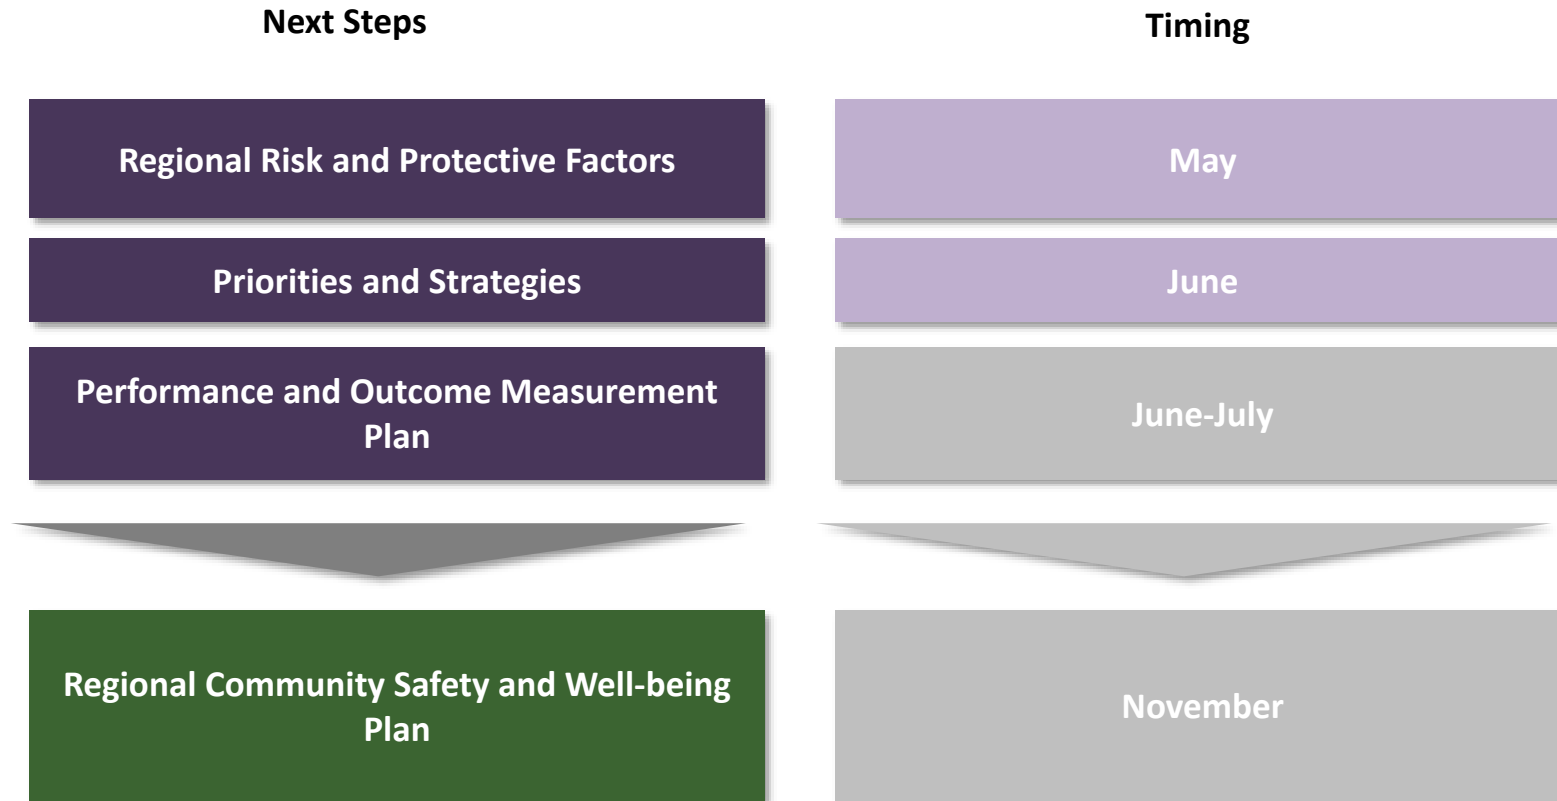 Next Steps
Timing
Regional Risk and Protective Factors
May
Priorities and Strategies
June
Performance and Outcome Measurement
Plan
June-July
Regional Community Safety and Well-being
Plan
November